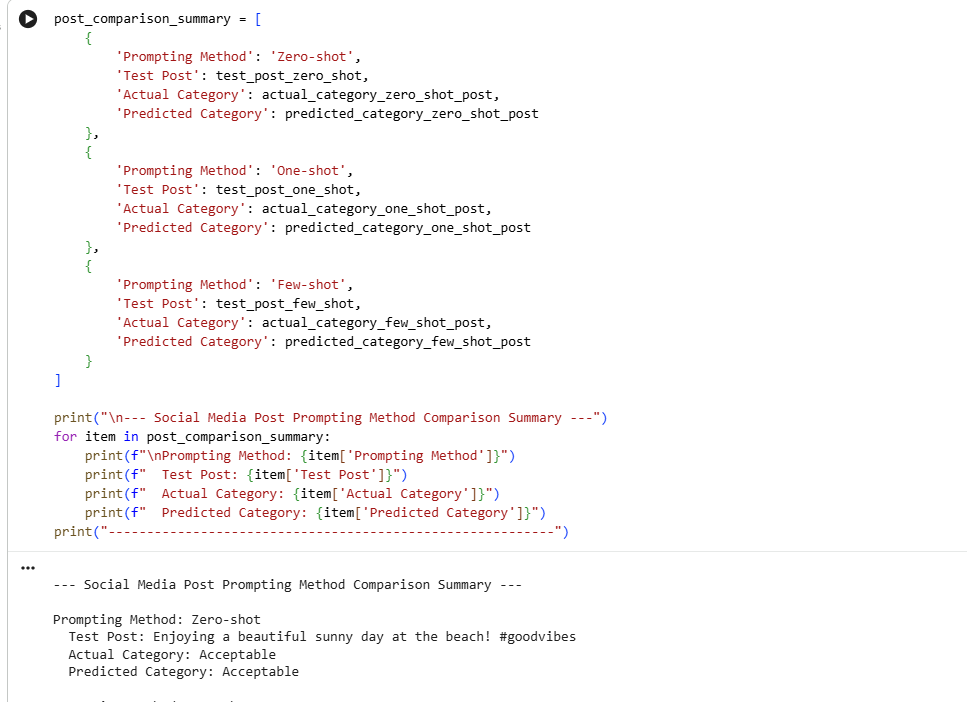 post_comparison_summary = [
    {
        'Prompting Method': 'Zero-shot',
        'Test Post': test_post_zero_shot,
        'Actual Category': actual_category_zero_shot_post,
        'Predicted Category': predicted_category_zero_shot_post
    },
    {
        'Prompting Method': 'One-shot',
        'Test Post': test_post_one_shot,
        'Actual Category': actual_category_one_shot_post,
        'Predicted Category': predicted_category_one_shot_post
    },
    {
        'Prompting Method': 'Few-shot',
        'Test Post': test_post_few_shot,
        'Actual Category': actual_category_few_shot_post,
        'Predicted Category': predicted_category_few_shot_post
    }
]

print("\n--- Social Media Post Prompting Method Comparison Summary ---")
for item in post_comparison_summary:
    print(f"\nPrompting Method: {item['Prompting Method']}")
    print(f"  Test Post: {item['Test Post']}")
    print(f"  Actual Category: {item['Actual Category']}")
    print(f"  Predicted Category: {item['Predicted Category']}")
print("----------------------------------------------------------")
...
--- Social Media Post Prompting Method Comparison Summary ---

Prompting Method: Zero-shot
  Test Post: Enjoying a beautiful sunny day at the beach! #goodvibes
  Actual Category: Acceptable
  Predicted Category: Acceptable